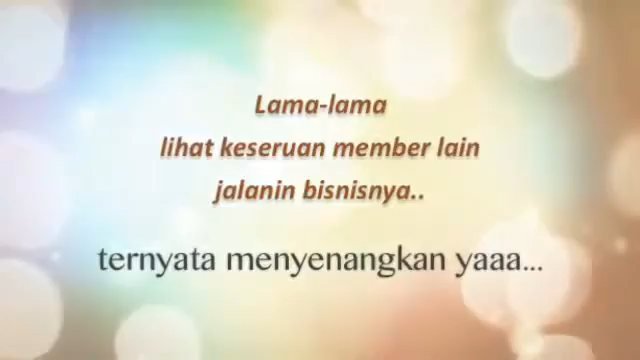 Lama-lama
lihat keseruan member lain
jalanin bisnisnya..
ternyata menyenangkan yaaa...